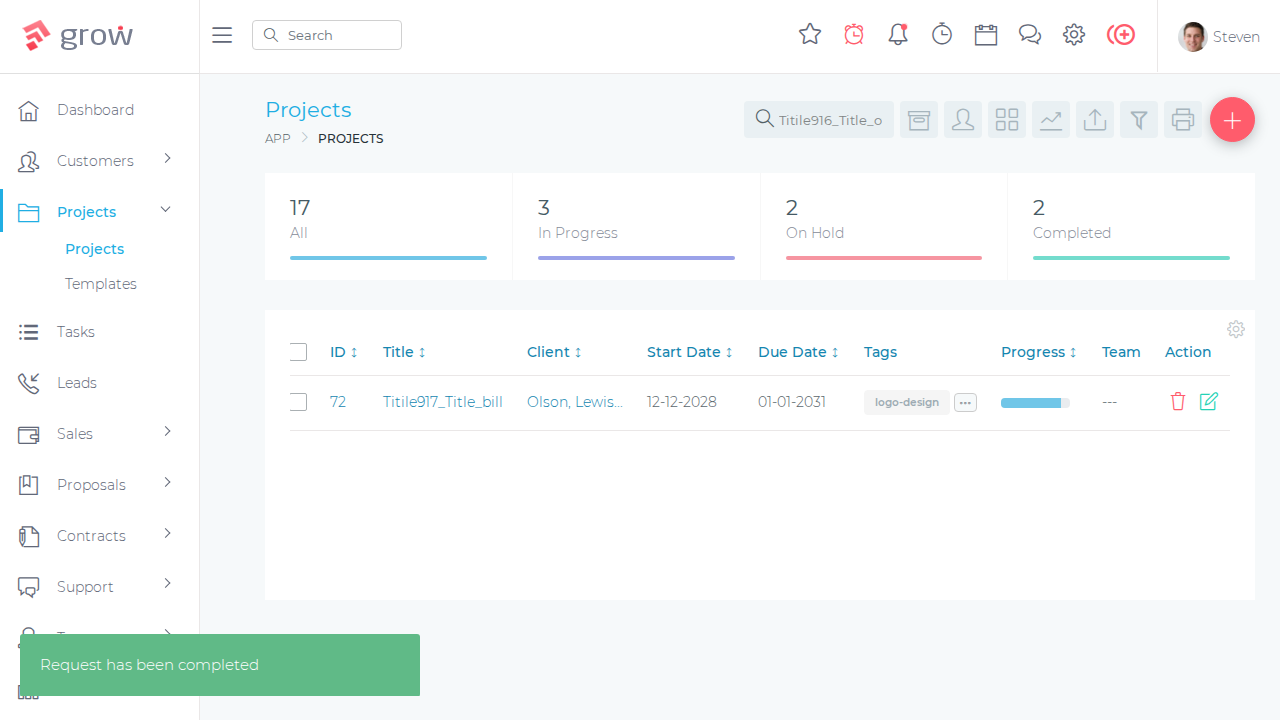 grow
Search
Steven
Dashboard
Customers
Projects
Projects
Templates
Tasks
Leads
Sales
Proposals
Contracts
Support
Projects
APP PROJECTS
Titile916_Title_o
17
All
3
In Progress
2
On Hold
2
Completed
ID Title Client Start Date Due Date Tags Progress Team Action
72 Titile917_Title_bill Olson, Lewis... 12-12-2028 01-01-2031 logo-design ---
Request has been completed